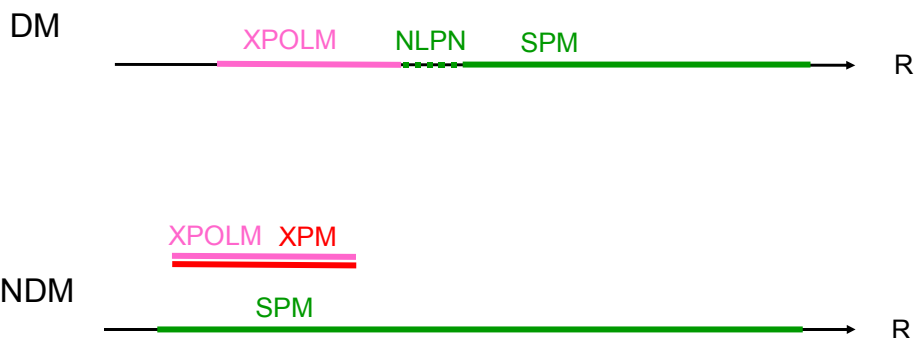 DM
XPOLM NLPN SPM
R
XPOLM XPM
NDM
SPM
R